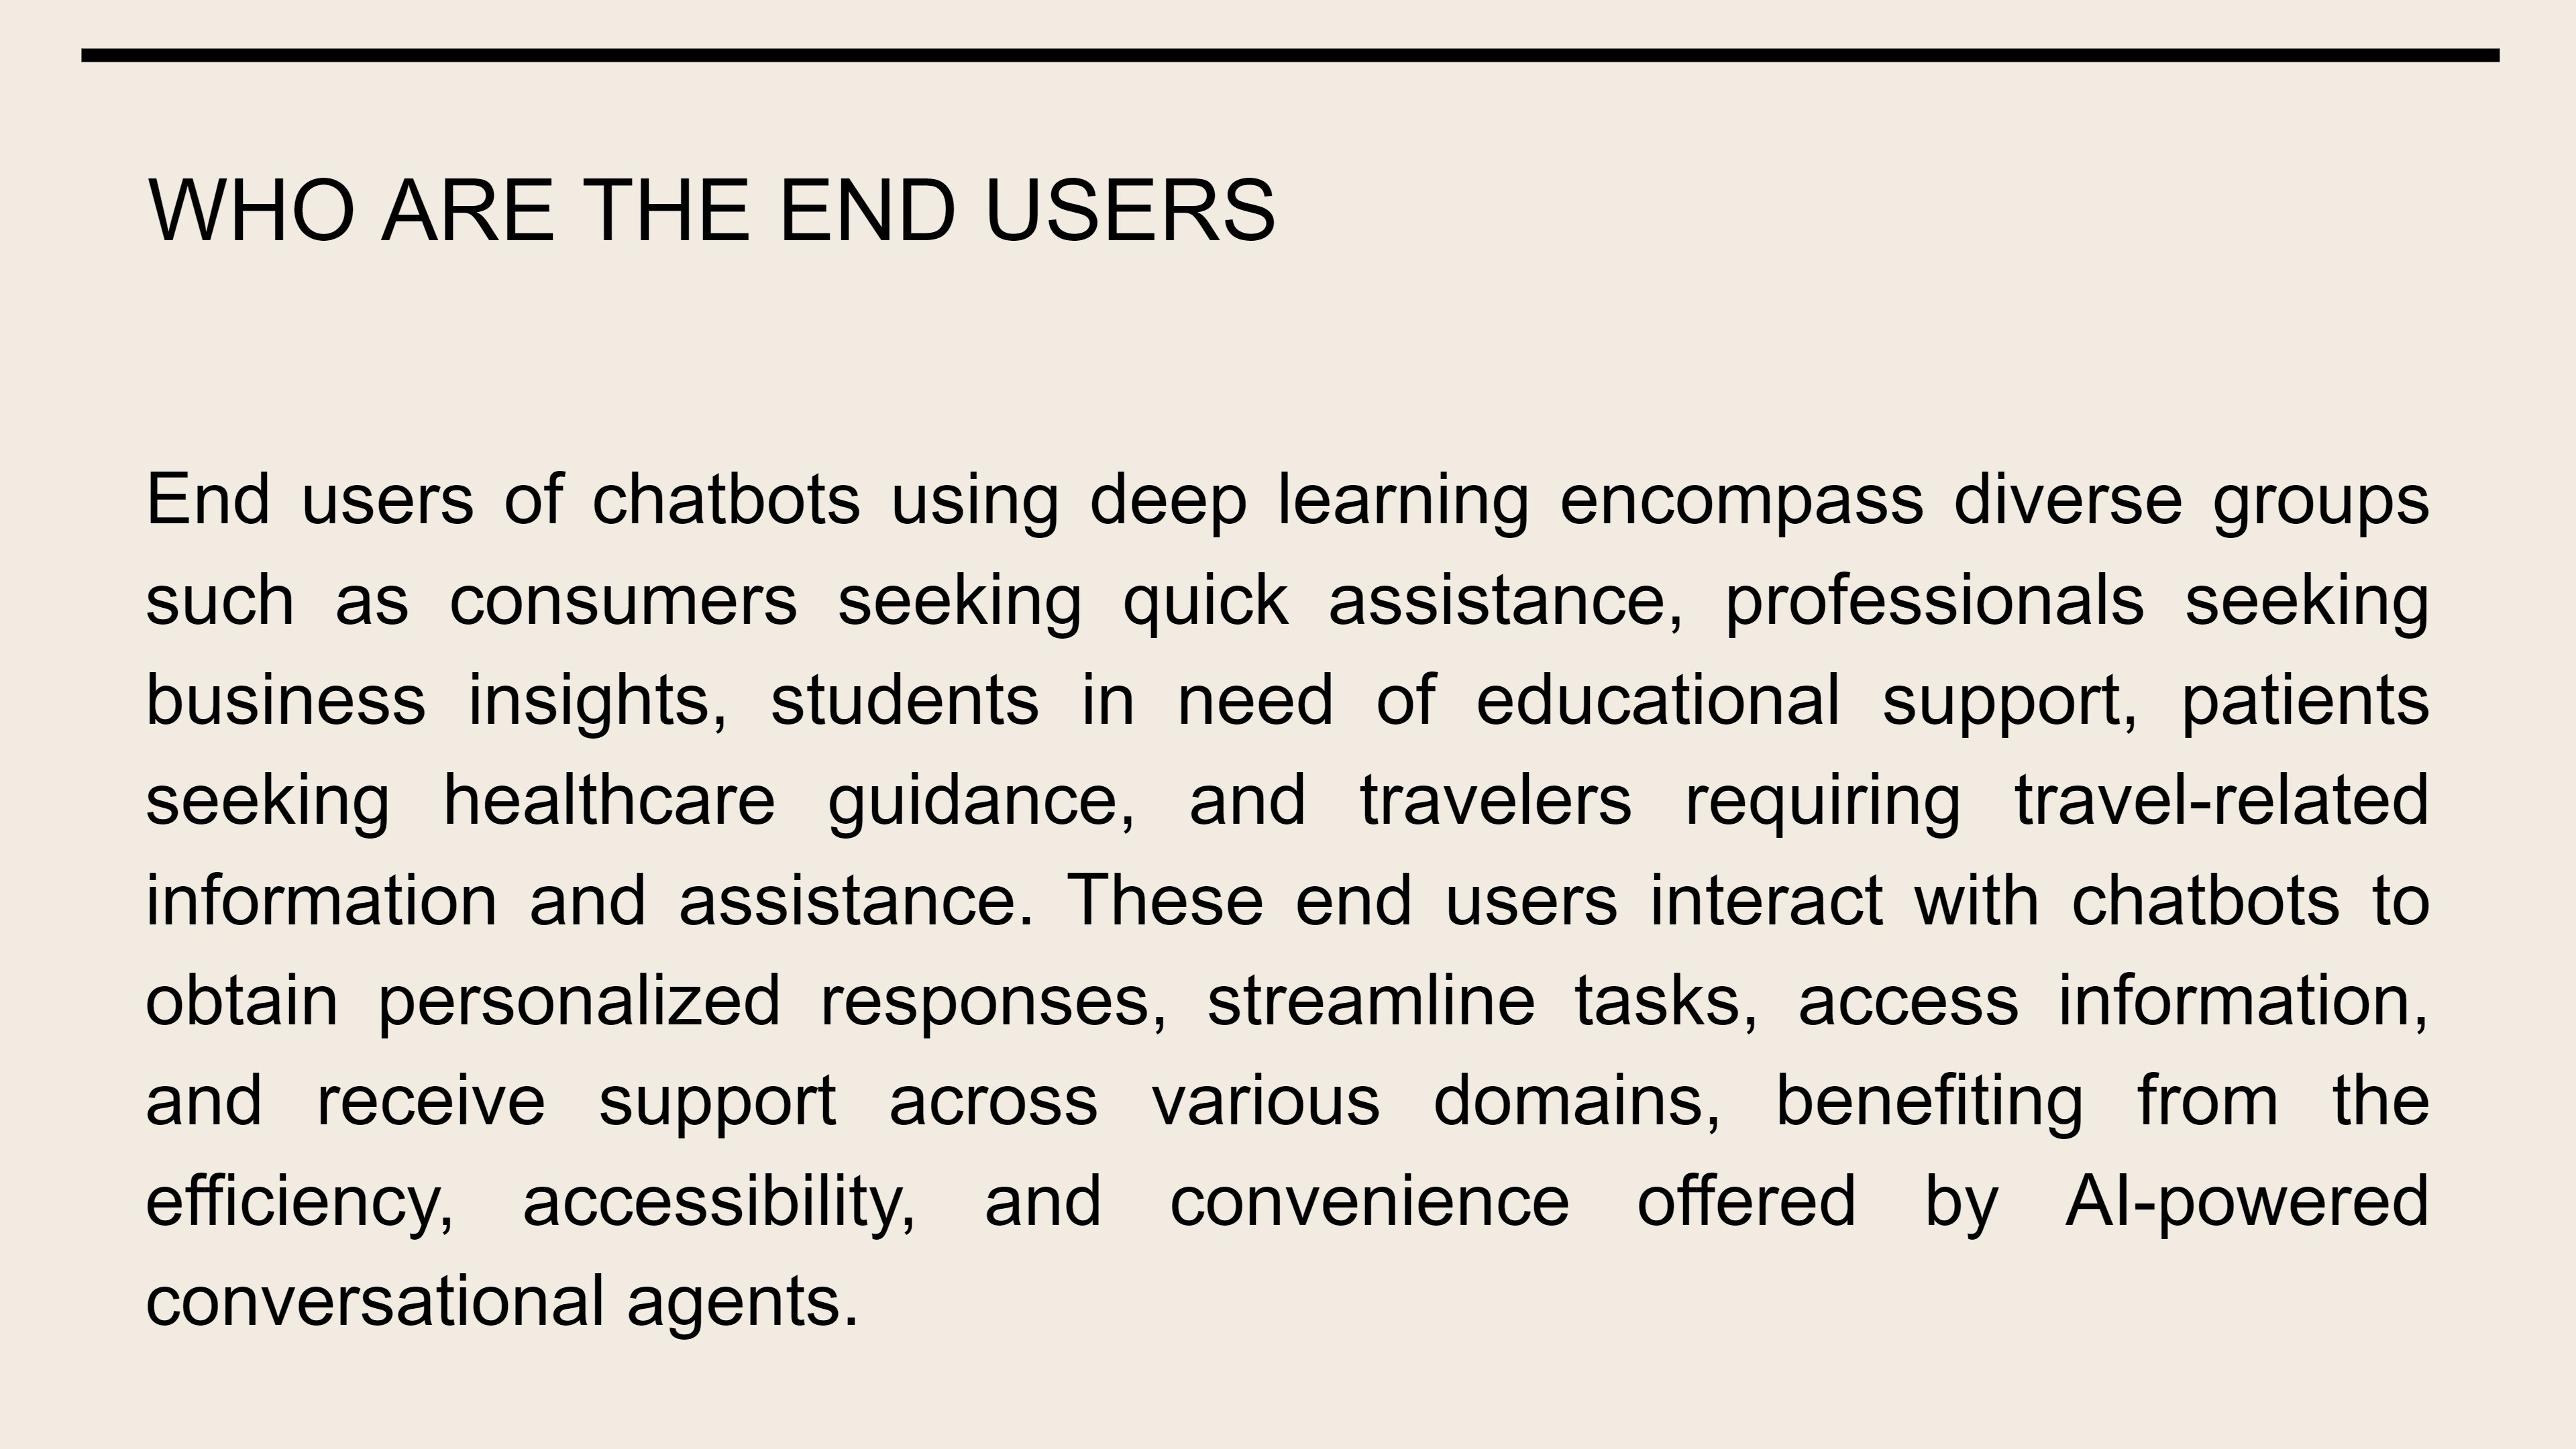 WHO ARE THE END USERS
End users of chatbots using deep learning encompass diverse groups
such as consumers seeking quick assistance, professionals seeking
business insights, students in need of educational support, patients
seeking healthcare guidance, and travelers requiring travel-related
information and assistance. These end users interact with chatbots to
obtain personalized responses, streamline tasks, access information,
and receive support across various domains, benefiting from the
efficiency, accessibility, and convenience offered by AI-powered
conversational agents.